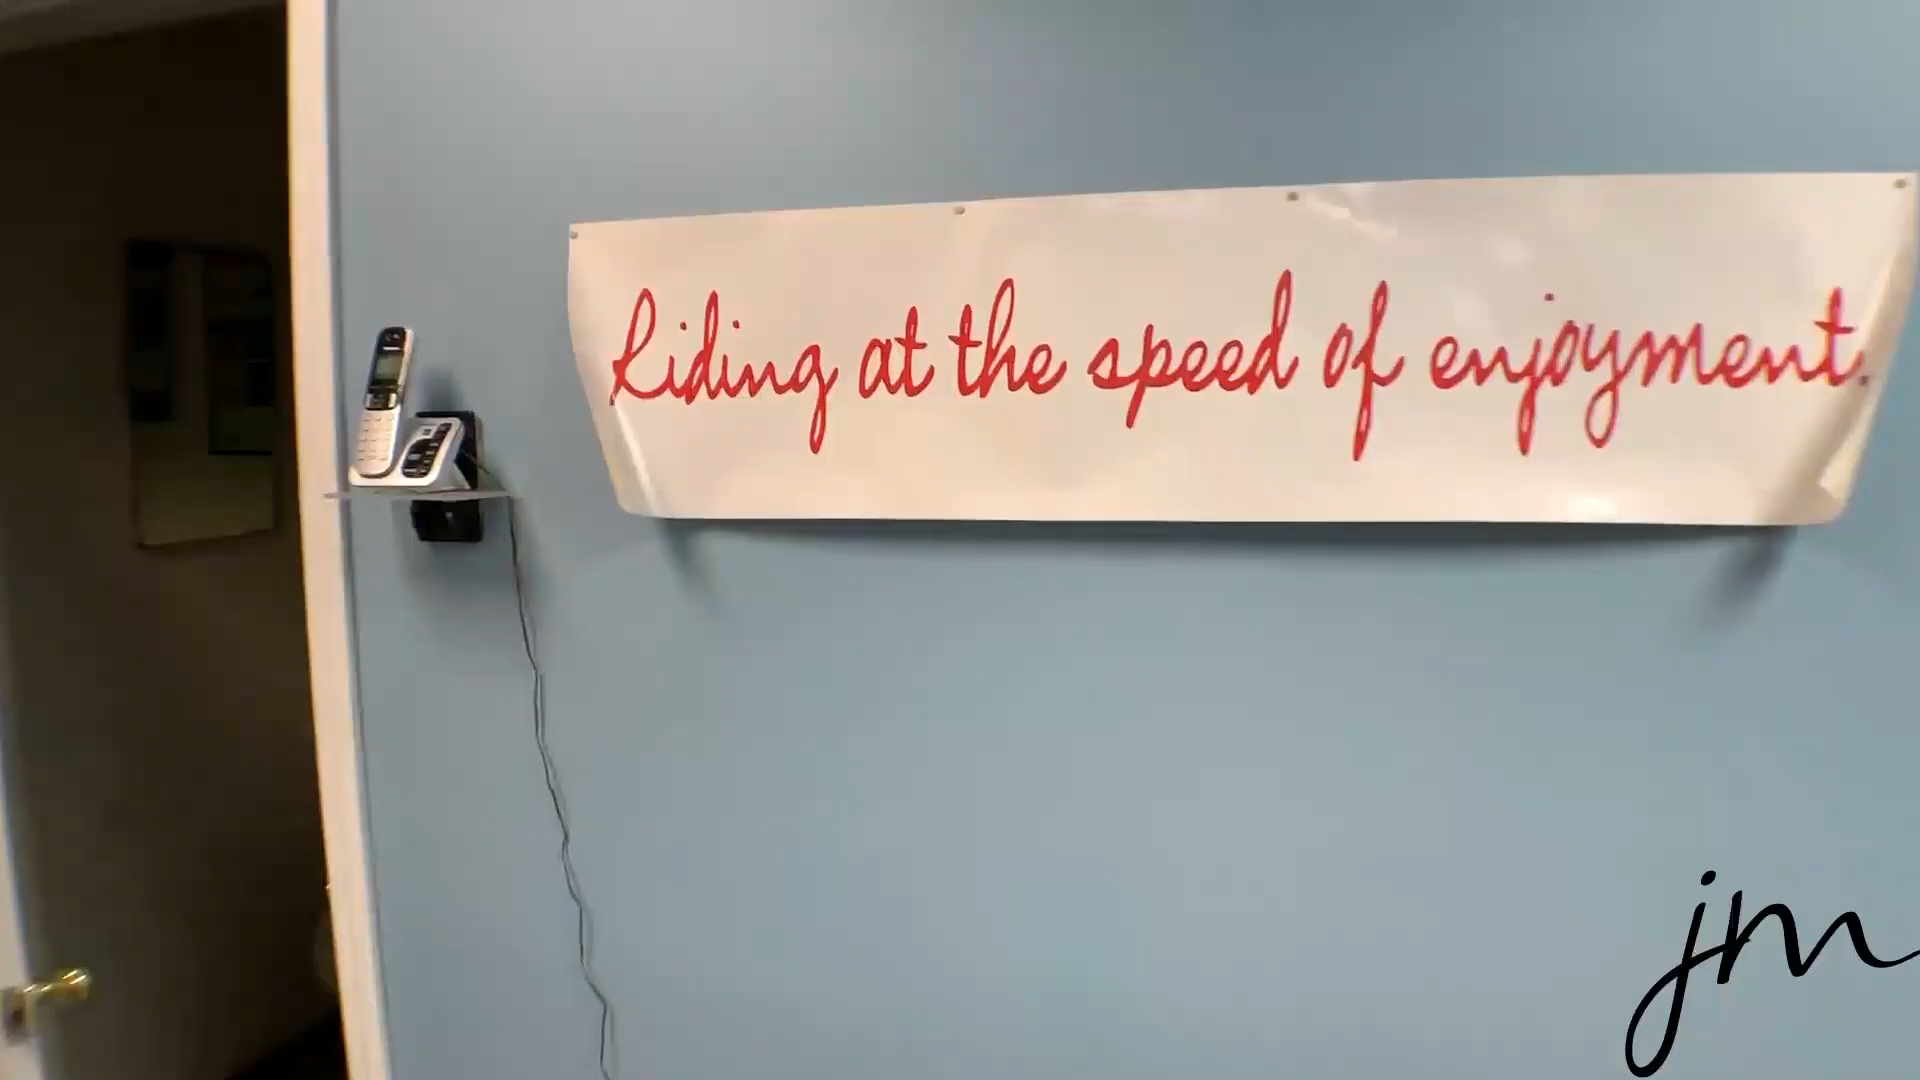 Riding at the speed of enjoyment.
jm